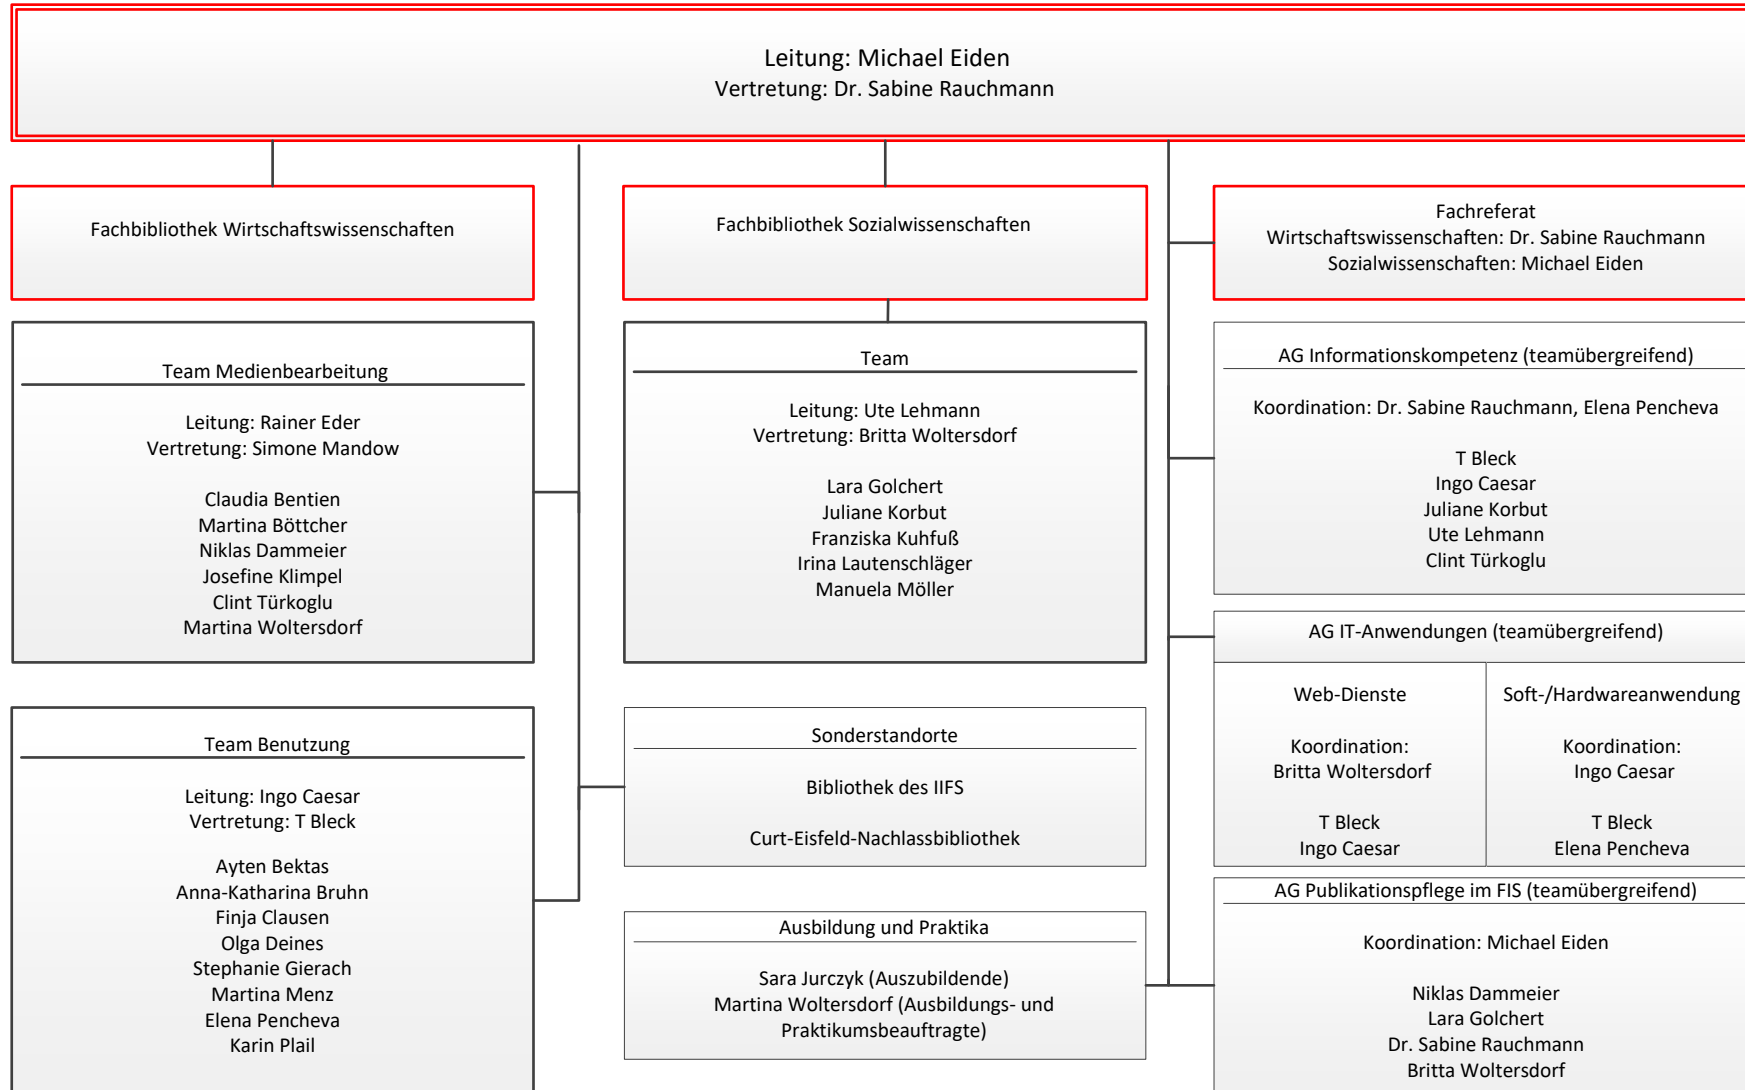 Leitung: Michael Eiden
Vertretung: Dr. Sabine Rauchmann
Fachbibliothek Wirtschaftswissenschaften
Fachbibliothek Sozialwissenschaften
Fachreferat
Wirtschaftswissenschaften: Dr. Sabine Rauchmann
Sozialwissenschaften: Michael Eiden
Team Medienbearbeitung
Leitung: Rainer Eder
Vertretung: Simone Mandow
Claudia Bentien
Martina Böttcher
Niklas Dammeier
Josefine Klimpel
Clint Türkoglu
Martina Woltersdorf
Team Benutzung
Leitung: Ingo Caesar
Vertretung: T Bleck
Ayten Bektas
Anna-Katharina Bruhn
Finja Clausen
Olga Deines
Stephanie Gierach
Martina Menz
Elena Pencheva
Karin Plail
Team
Leitung: Ute Lehmann
Vertretung: Britta Woltersdorf
Lara Golchert
Juliane Korbut
Franziska Kuhfuß
Irina Lautenschläger
Manuela Möller
Sonderstandorte
Bibliothek des IIFS
Curt-Eisfeld-Nachlassbibliothek
Ausbildung und Praktika
Sara Jurczyk (Auszubildende)
Martina Woltersdorf (Ausbildungs- und
Praktikumsbeauftragte)
AG Informationskompetenz (teamübergreifend)
Koordination: Dr. Sabine Rauchmann, Elena Pencheva
T Bleck
Ingo Caesar
Juliane Korbut
Ute Lehmann
Clint Türkoglu
AG IT-Anwendungen (teamübergreifend)
Web-Dienste
Koordination:
Britta Woltersdorf
T Bleck
Ingo Caesar
Soft-/Hardwareanwendung
Koordination:
Ingo Caesar
T Bleck
Elena Pencheva
AG Publikationspflege im FIS (teamübergreifend)
Koordination: Michael Eiden
Niklas Dammeier
Lara Golchert
Dr. Sabine Rauchmann
Britta Woltersdorf